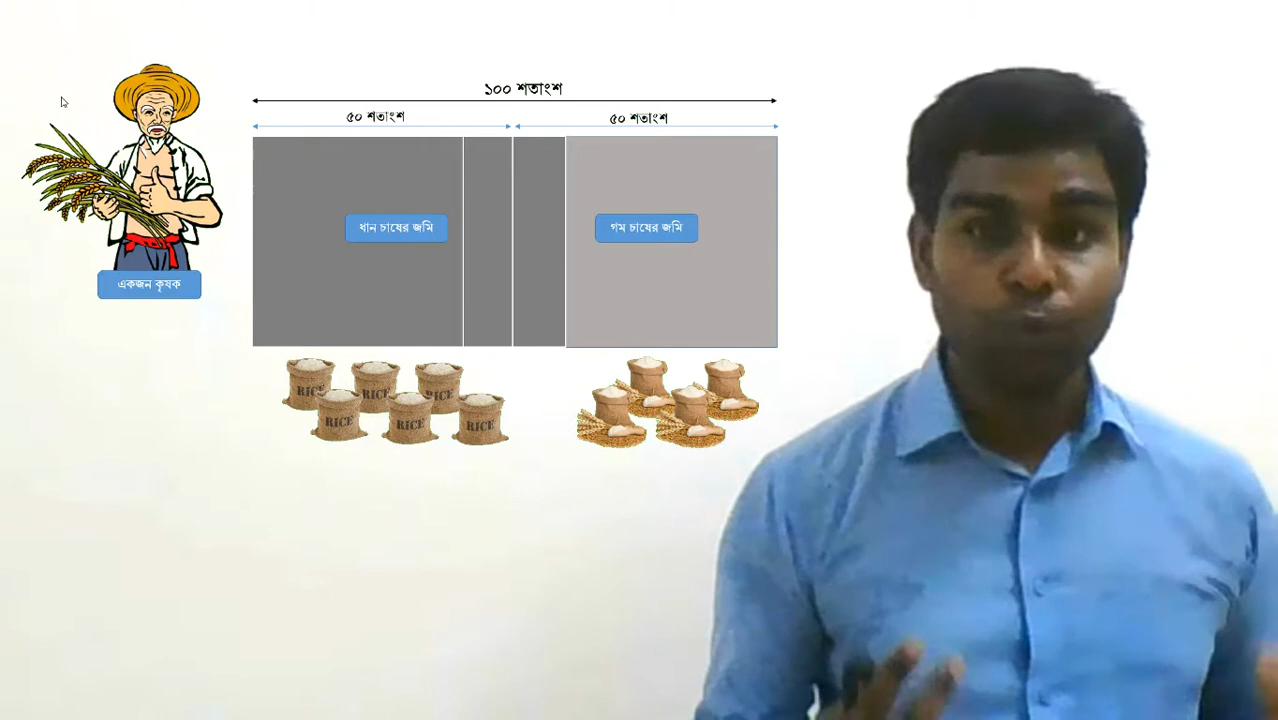 ১০০ শতাংশ
৫০ শতাংশ
৫০ শতাংশ
ধান চাষের জমি
গম চাষের জমি
একজন কৃষক
RICE
RICE
RICE
RICE
RICE
RICE